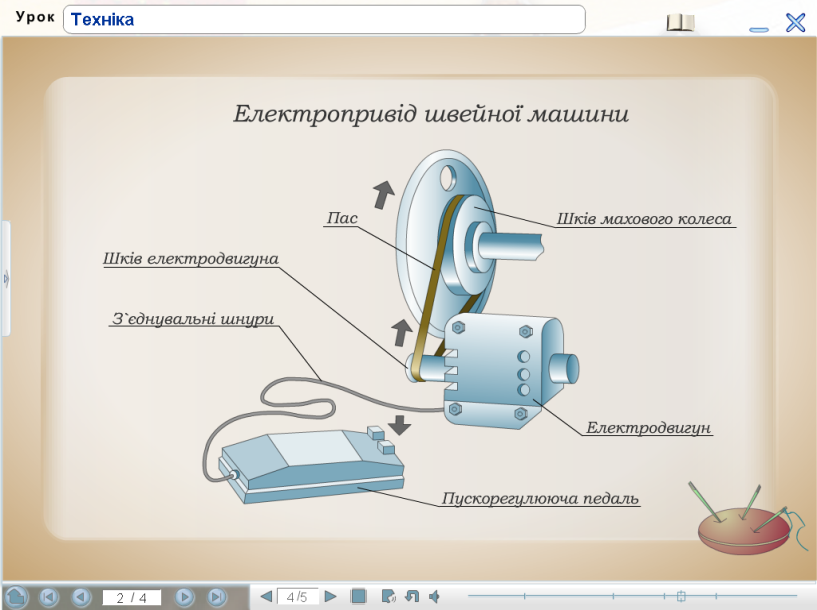 Урок Техніка
Електропривід швейної машини
Пас
Шків махового колеса
Шків електродвигуна
З`єднувальні шнури
Електродвигун
Пускорегулююча педаль
2 / 4
4/5